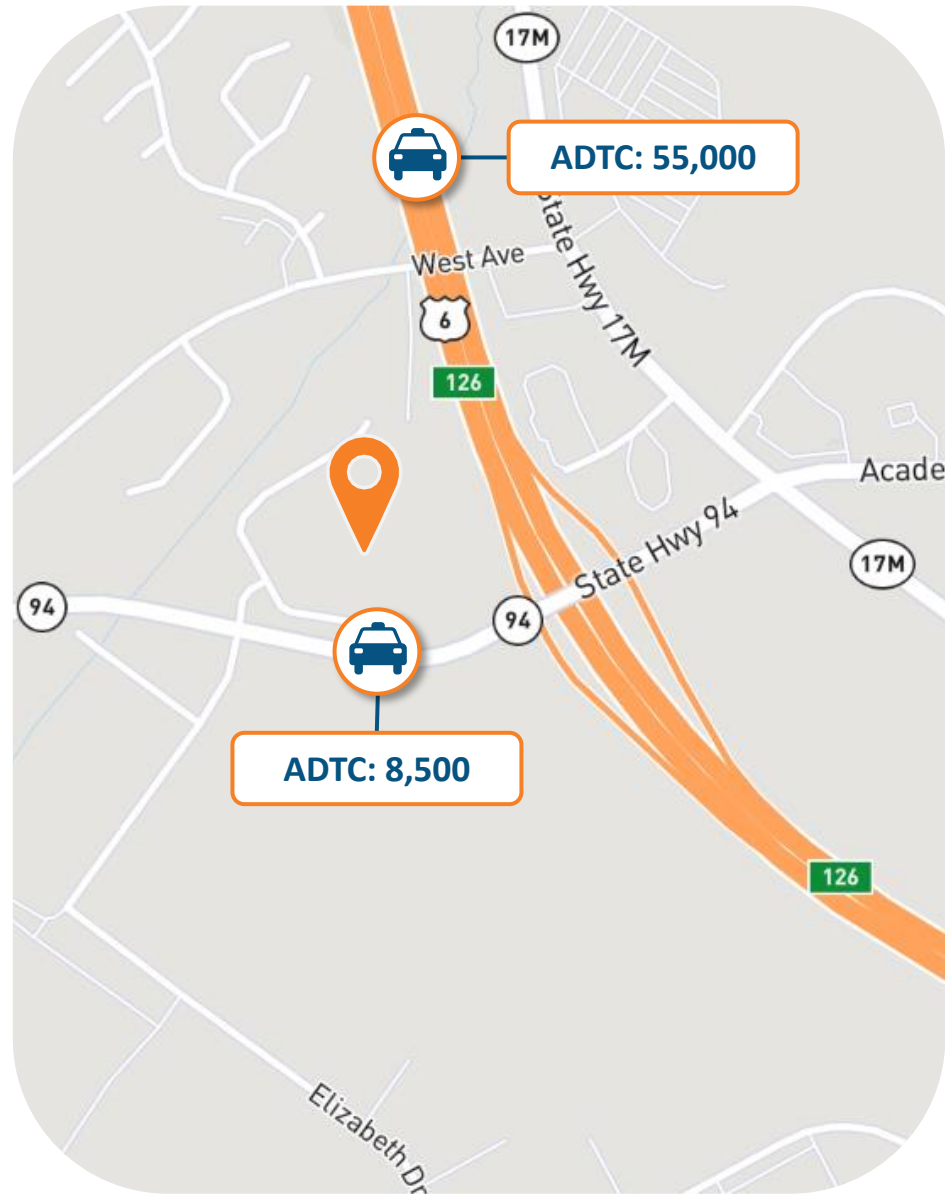 17M
ADTC: 55,000
State Hwy 17M
West Ave
6
126
Acade
State Hwy 94
17M
94
94
ADTC: 8,500
126
Elizabeth Dr